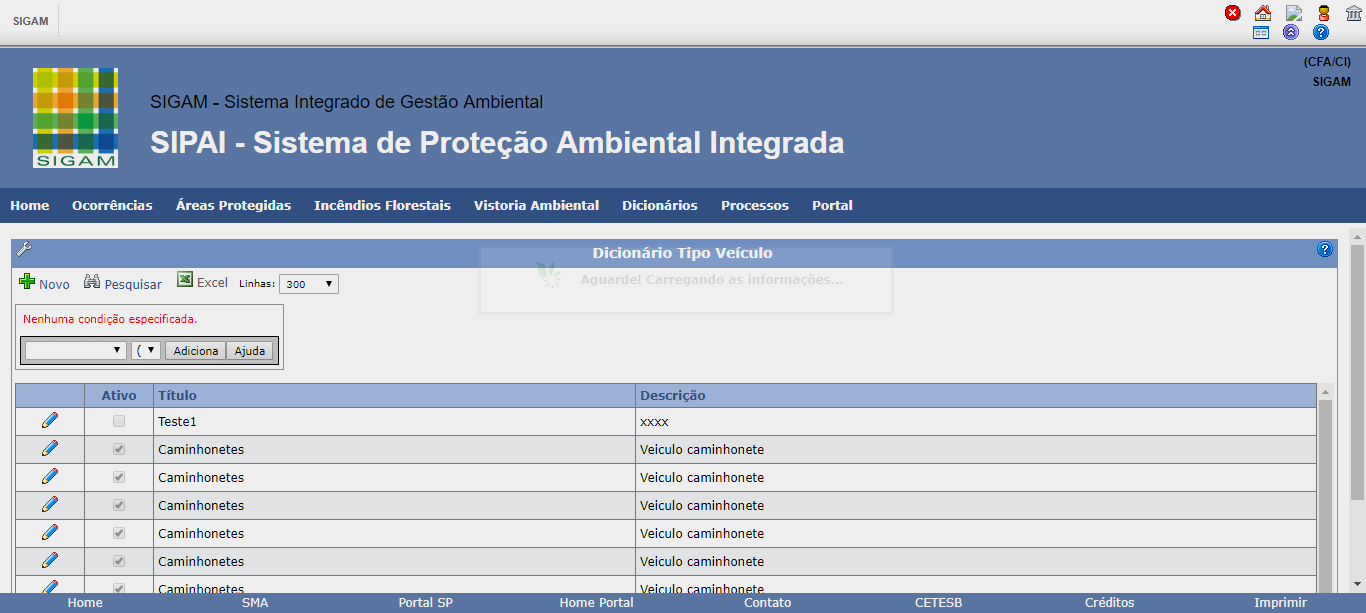 SIGAM
(CFA/CI)
SIGAM
SIGAM
SIGAM - Sistema Integrado de Gestão Ambiental
SIPAI - Sistema de Proteção Ambiental Integrada
Home Ocorrências Áreas Protegidas Incêndios Florestais Vistoria Ambiental Dicionários Processos Portal
Dicionário Tipo Veículo
Aguarde! Carregando as informações...
Novo Pesquisar Excel Linhas: 300
Nenhuma condição especificada.
( Adiciona Ajuda
Ativo Título Descrição
Teste1 xxxx
Caminhonetes Veiculo caminhonete
Caminhonetes Veiculo caminhonete
Caminhonetes Veiculo caminhonete
Caminhonetes Veiculo caminhonete
Caminhonetes Veiculo caminhonete
Caminhonetes Veiculo caminhonete
Home SMA Portal SP Home Portal Contato CETESB Créditos Imprimir